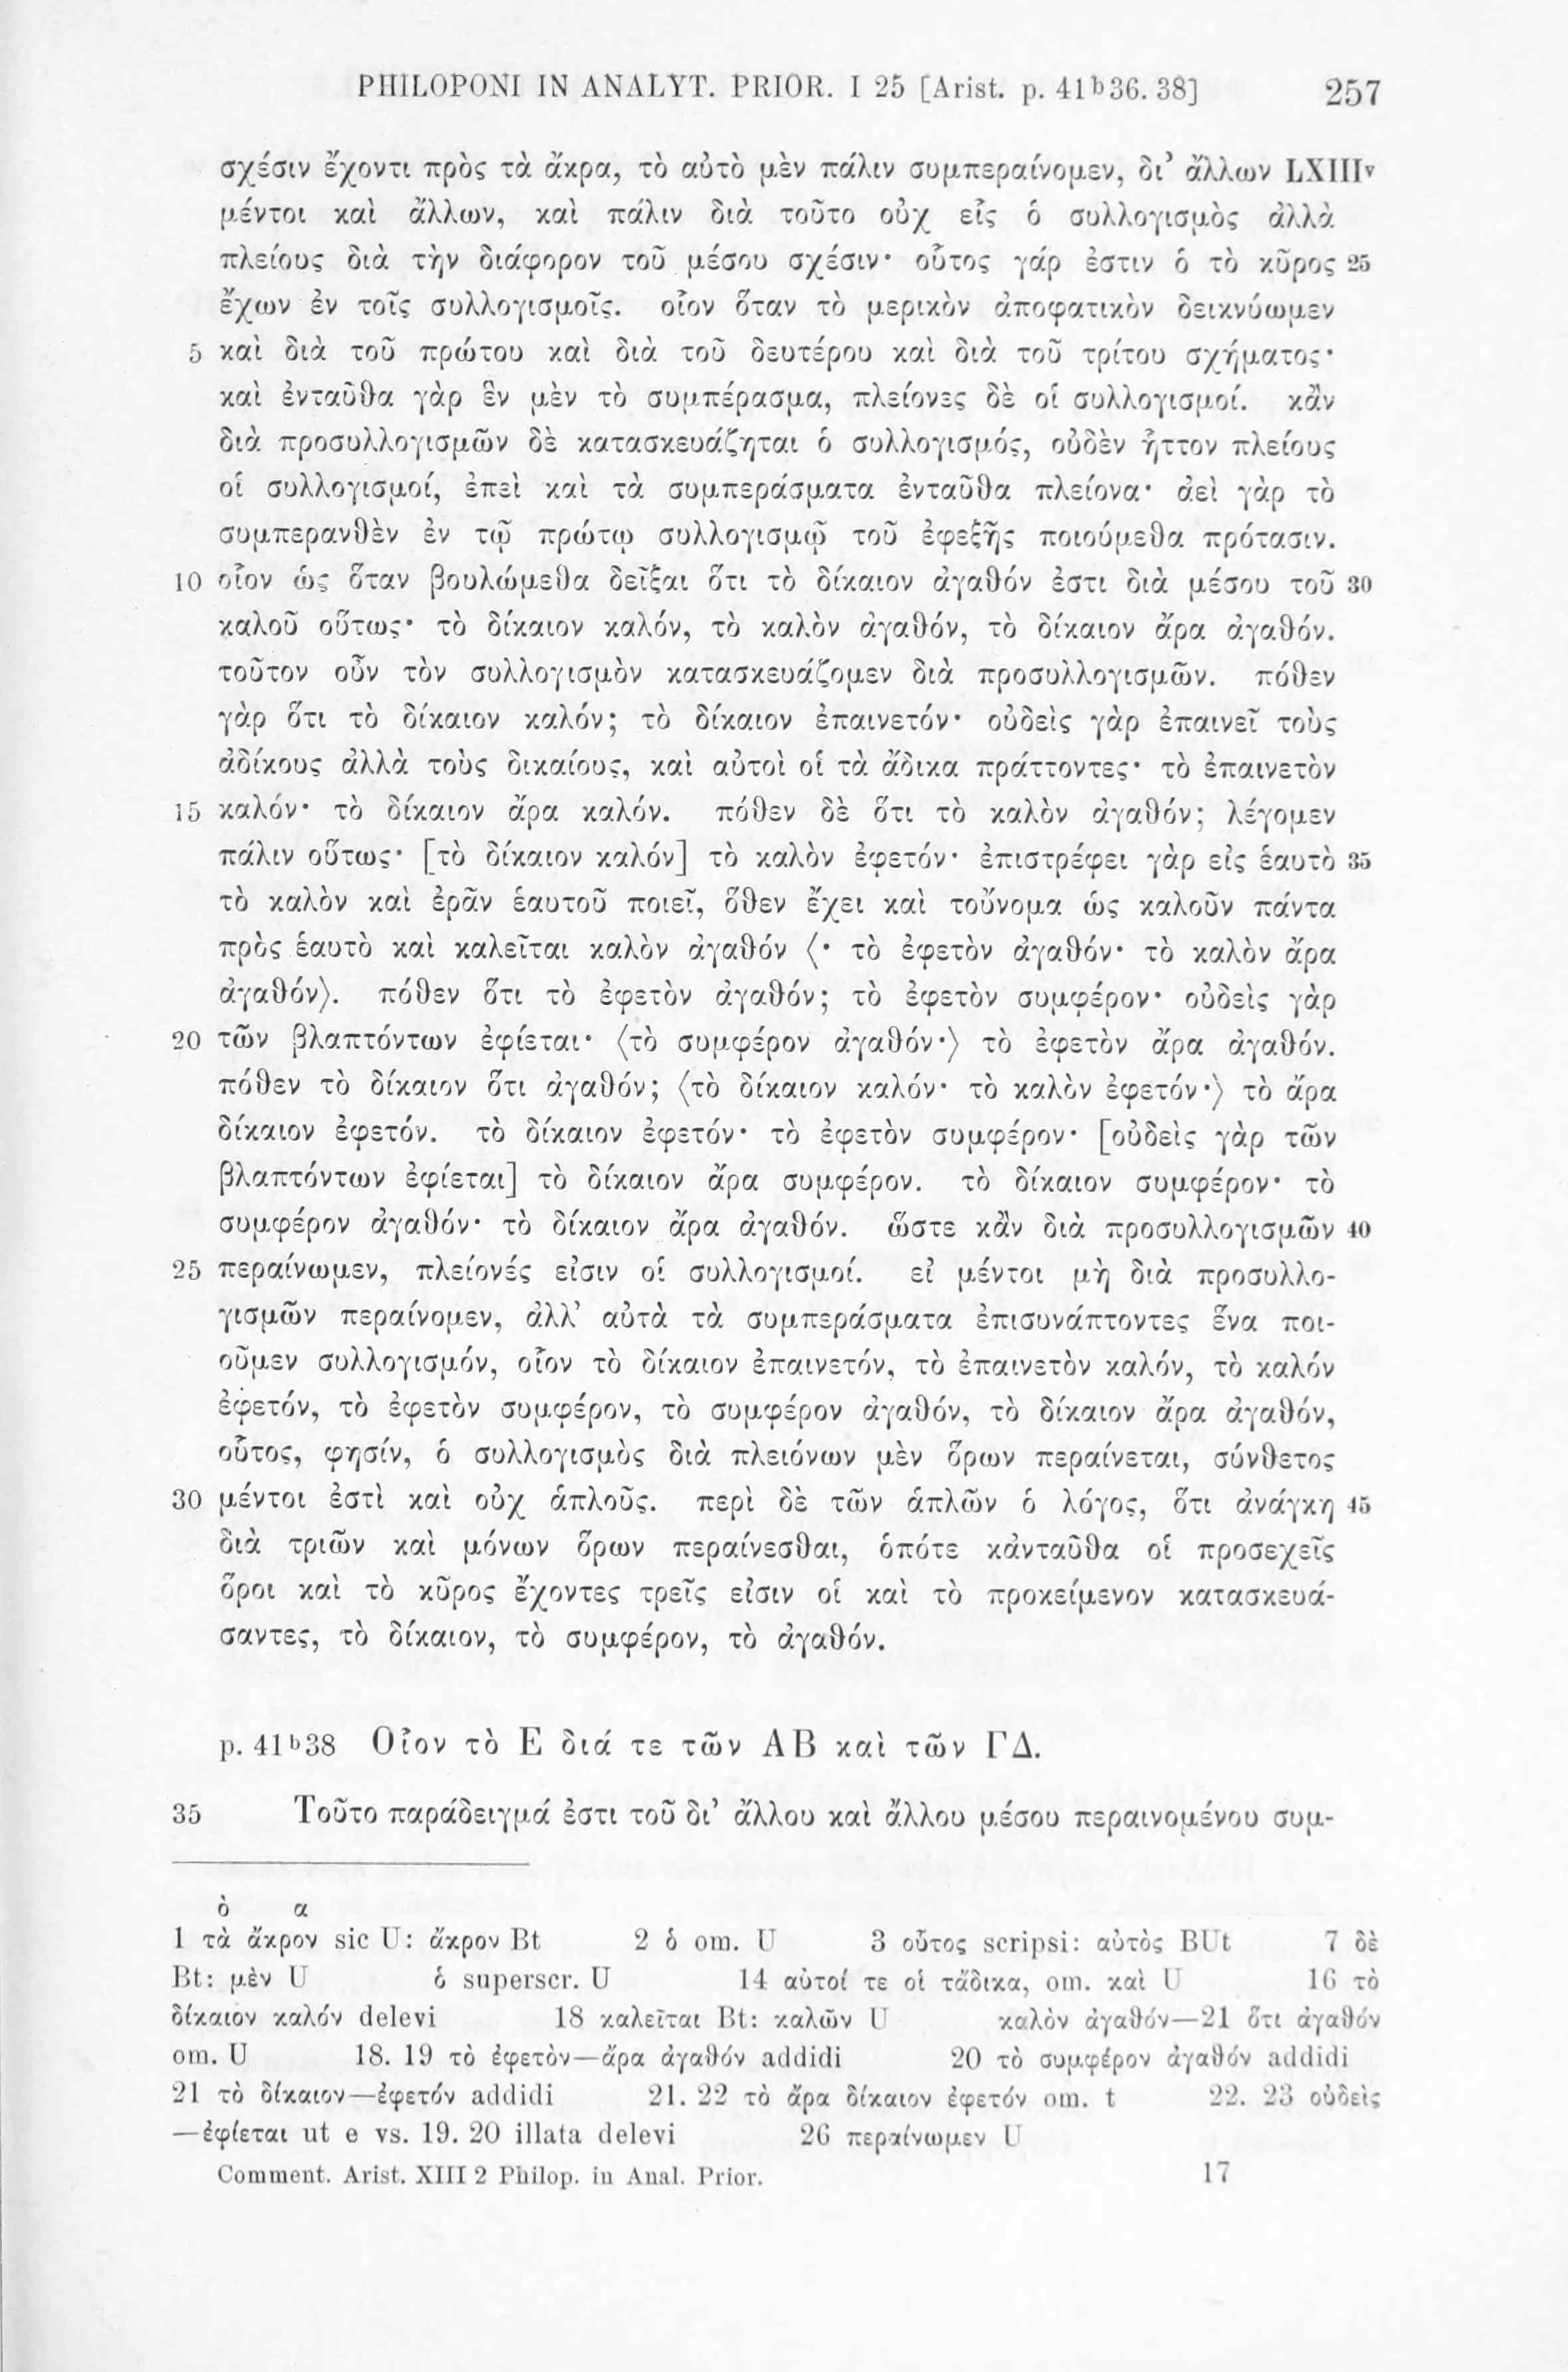 PHILOPONI IN ANALYT. PRIOR. I 25 [Arist. p. 41ᵇ36. 38] 257
σχέσιν ἔχοντι πρὸς τὰ ἄκρα, τὸ αὐτὸ μὲν πάλιν συμπεραίνομεν, δι’ ἄλλων LXIIIᵛ
μέντοι καὶ ἄλλων, καὶ πάλιν διὰ τοῦτο οὐχ εἷς ὁ συλλογισμὸς ἀλλὰ
πλείους διὰ τὴν διάφορον τοῦ μέσου σχέσιν· οὗτος γάρ ἐστιν ὁ τὸ κῦρος 25
ἔχων ἐν τοῖς συλλογισμοῖς. οἷον ὅταν τὸ μερικὸν ἀποφατικὸν δεικνύωμεν
5 καὶ διὰ τοῦ πρώτου καὶ διὰ τοῦ δευτέρου καὶ διὰ τοῦ τρίτου σχήματος·
καὶ ἐνταῦθα γὰρ ἓν μὲν τὸ συμπέρασμα, πλείονες δὲ οἱ συλλογισμοί. κἂν
διὰ προσυλλογισμῶν δὲ κατασκευάζηται ὁ συλλογισμός, οὐδὲν ἧττον πλείους
οἱ συλλογισμοί, ἐπεὶ καὶ τὰ συμπεράσματα ἐνταῦθα πλείονα· ἀεὶ γὰρ τὸ
συμπερανθὲν ἐν τῷ πρώτῳ συλλογισμῷ τοῦ ἐφεξῆς ποιούμεθα πρότασιν.
10 οἷον ὡς ὅταν βουλώμεθα δεῖξαι ὅτι τὸ δίκαιον ἀγαθόν ἐστι διὰ μέσου τοῦ 30
καλοῦ οὕτως· τὸ δίκαιον καλόν, τὸ καλὸν ἀγαθόν, τὸ δίκαιον ἄρα ἀγαθόν.
τοῦτον οὖν τὸν συλλογισμὸν κατασκευάζομεν διὰ προσυλλογισμῶν. πόθεν
γὰρ ὅτι τὸ δίκαιον καλόν; τὸ δίκαιον ἐπαινετόν· οὐδεὶς γὰρ ἐπαινεῖ τοὺς
ἀδίκους ἀλλὰ τοὺς δικαίους, καὶ αὐτοὶ οἱ τὰ ἄδικα πράττοντες· τὸ ἐπαινετὸν
15 καλόν· τὸ δίκαιον ἄρα καλόν. πόθεν δὲ ὅτι τὸ καλὸν ἀγαθόν; λέγομεν
πάλιν οὕτως· [τὸ δίκαιον καλόν] τὸ καλὸν ἐφετόν· ἐπιστρέφει γὰρ εἰς ἑαυτὸ 35
τὸ καλὸν καὶ ἐρᾶν ἑαυτοῦ ποιεῖ, ὅθεν ἔχει καὶ τοὔνομα ὡς καλοῦν πάντα
πρὸς ἑαυτὸ καὶ καλεῖται καλὸν ἀγαθόν ⟨· τὸ ἐφετὸν ἀγαθόν· τὸ καλὸν ἄρα
ἀγαθόν⟩. πόθεν ὅτι τὸ ἐφετὸν ἀγαθόν; τὸ ἐφετὸν συμφέρον· οὐδεὶς γὰρ
20 τῶν βλαπτόντων ἐφίεται· ⟨τὸ συμφέρον ἀγαθόν·⟩ τὸ ἐφετὸν ἄρα ἀγαθόν.
πόθεν τὸ δίκαιον ὅτι ἀγαθόν; ⟨τὸ δίκαιον καλόν· τὸ καλὸν ἐφετόν·⟩ τὸ ἄρα
δίκαιον ἐφετόν. τὸ δίκαιον ἐφετόν· τὸ ἐφετὸν συμφέρον· [οὐδεὶς γὰρ τῶν
βλαπτόντων ἐφίεται] τὸ δίκαιον ἄρα συμφέρον. τὸ δίκαιον συμφέρον· τὸ
συμφέρον ἀγαθόν· τὸ δίκαιον ἄρα ἀγαθόν. ὥστε κἂν διὰ προσυλλογισμῶν 40
25 περαίνωμεν, πλείονές εἰσιν οἱ συλλογισμοί. εἰ μέντοι μὴ διὰ προσυλλο-
γισμῶν περαίνομεν, ἀλλ’ αὐτὰ τὰ συμπεράσματα ἐπισυνάπτοντες ἕνα ποι-
οῦμεν συλλογισμόν, οἷον τὸ δίκαιον ἐπαινετόν, τὸ ἐπαινετὸν καλόν, τὸ καλόν
ἐφετόν, τὸ ἐφετὸν συμφέρον, τὸ συμφέρον ἀγαθόν, τὸ δίκαιον ἄρα ἀγαθόν,
οὗτος, φησίν, ὁ συλλογισμὸς διὰ πλειόνων μὲν ὅρων περαίνεται, σύνθετος
30 μέντοι ἐστὶ καὶ οὐχ ἁπλοῦς. περὶ δὲ τῶν ἁπλῶν ὁ λόγος, ὅτι ἀνάγκη 45
διὰ τριῶν καὶ μόνων ὅρων περαίνεσθαι, ὁπότε κἀνταῦθα οἱ προσεχεῖς
ὅροι καὶ τὸ κῦρος ἔχοντες τρεῖς εἰσιν οἱ καὶ τὸ προκείμενον κατασκευά-
σαντες, τὸ δίκαιον, τὸ συμφέρον, τὸ ἀγαθόν.
p. 41ᵇ38 Οἷον τὸ Ε διά τε τῶν ΑΒ καὶ τῶν ΓΔ.
35 Τοῦτο παράδειγμά ἐστι τοῦ δι’ ἄλλου καὶ ἄλλου μέσου περαινομένου συμ-
ὸ α
1 τὰ ἄκρον sic U: ἄκρον Bt 2 ὁ om. U 3 οὗτος scripsi: αὐτὸς BUt 7 δὲ
Bt: μὲν U ὁ superscr. U 14 αὐτοί τε οἱ τἄδικα, om. καὶ U 16 τὸ
δίκαιον καλόν delevi 18 καλεῖται Bt: καλῶν U καλὸν ἀγαθόν—21 ὅτι ἀγαθόν
om. U 18. 19 τὸ ἐφετὸν—ἄρα ἀγαθόν addidi 20 τὸ συμφέρον ἀγαθόν addidi
21 τὸ δίκαιον—ἐφετόν addidi 21. 22 τὸ ἄρα δίκαιον ἐφετόν om. t 22. 23 οὐδεὶς
—ἐφίεται ut e vs. 19. 20 illata delevi 26 περαίνωμεν U
Comment. Arist. XIII 2 Philop. in Anal. Prior. 17